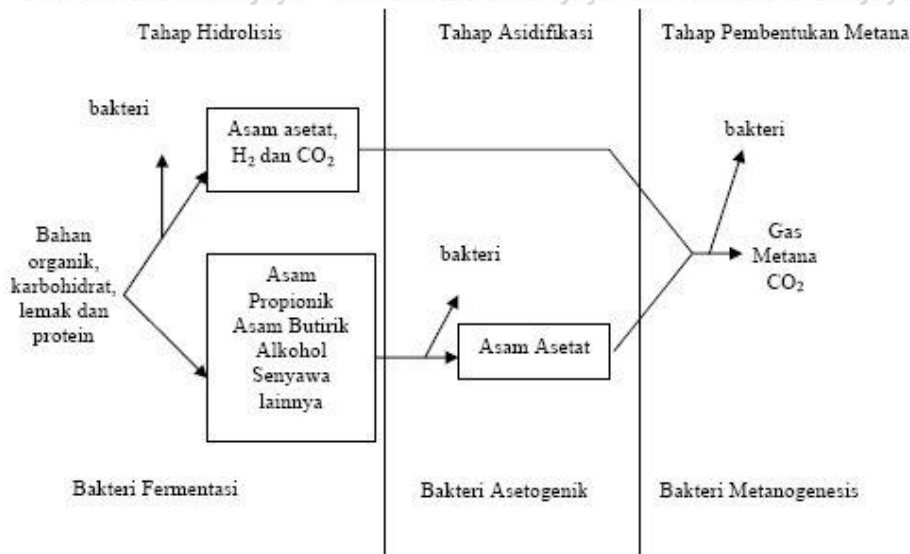 Tahap Hidrolisis
Tahap Asidifikasi
Tahap Pembentukan Metana
bakteri
Asam asetat,
H₂ dan CO₂
bakteri
Bahan
organik,
karbohidrat,
lemak dan
protein
Asam
Propionik
Asam Butirik
Alkohol
Senyawa
lainnya
bakteri
Asam Asetat
Gas
Metana
CO₂
Bakteri Fermentasi
Bakteri Asetogenik
Bakteri Metanogenesis